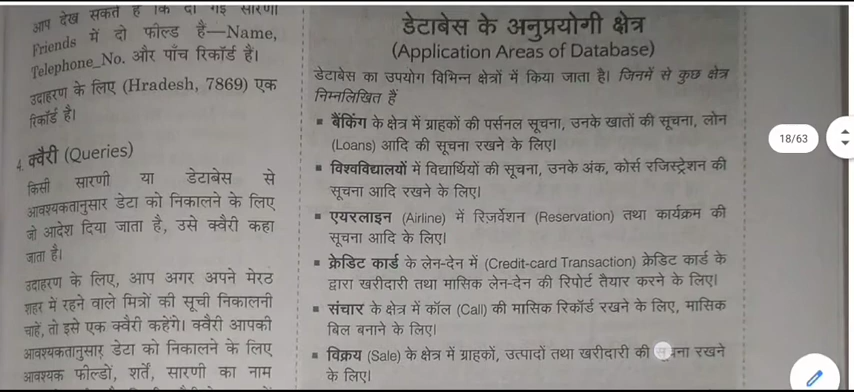 आप देख सकते हैं कि दी गई सारणी
Friends में दो फील्ड हैं—Name,
Telephone_No. और पाँच रिकॉर्ड हैं।
उदाहरण के लिए (Hradesh, 7869) एक
रिकॉर्ड है।
4. क्वैरी (Queries)
किसी सारणी या डेटाबेस से
आवश्यकतानुसार डेटा को निकालने के लिए
जो आदेश दिया जाता है, उसे क्वैरी कहा
जाता है।
उदाहरण के लिए, आप अगर अपने मेरठ
शहर में रहने वाले मित्रों की सूची निकालनी
चाहें, तो इसे एक क्वैरी कहेंगे। क्वैरी आपकी
आवश्यकतानुसार डेटा को निकालने के लिए
आवश्यक फील्डों, शर्तें, सारणी का नाम
डेटाबेस के अनुप्रयोगी क्षेत्र
(Application Areas of Database)
डेटाबेस का उपयोग विभिन्न क्षेत्रों में किया जाता है। जिनमें से कुछ क्षेत्र
निम्नलिखित हैं
▪ बैंकिंग के क्षेत्र में ग्राहकों की पर्सनल सूचना, उनके खातों की सूचना, लोन
(Loans) आदि की सूचना रखने के लिए।
▪ विश्वविद्यालयों में विद्यार्थियों की सूचना, उनके अंक, कोर्स रजिस्ट्रेशन की
सूचना आदि रखने के लिए।
▪ एयरलाइन (Airline) में रिज़र्वेशन (Reservation) तथा कार्यक्रम की
सूचना आदि के लिए।
▪ क्रेडिट कार्ड के लेन-देन में (Credit-card Transaction) क्रेडिट कार्ड के
द्वारा खरीदारी तथा मासिक लेन-देन की रिपोर्ट तैयार करने के लिए।
▪ संचार के क्षेत्र में कॉल (Call) की मासिक रिकॉर्ड रखने के लिए, मासिक
बिल बनाने के लिए।
▪ विक्रय (Sale) के क्षेत्र में ग्राहकों, उत्पादों तथा खरीदारी की रखने
के लिए।
18/63